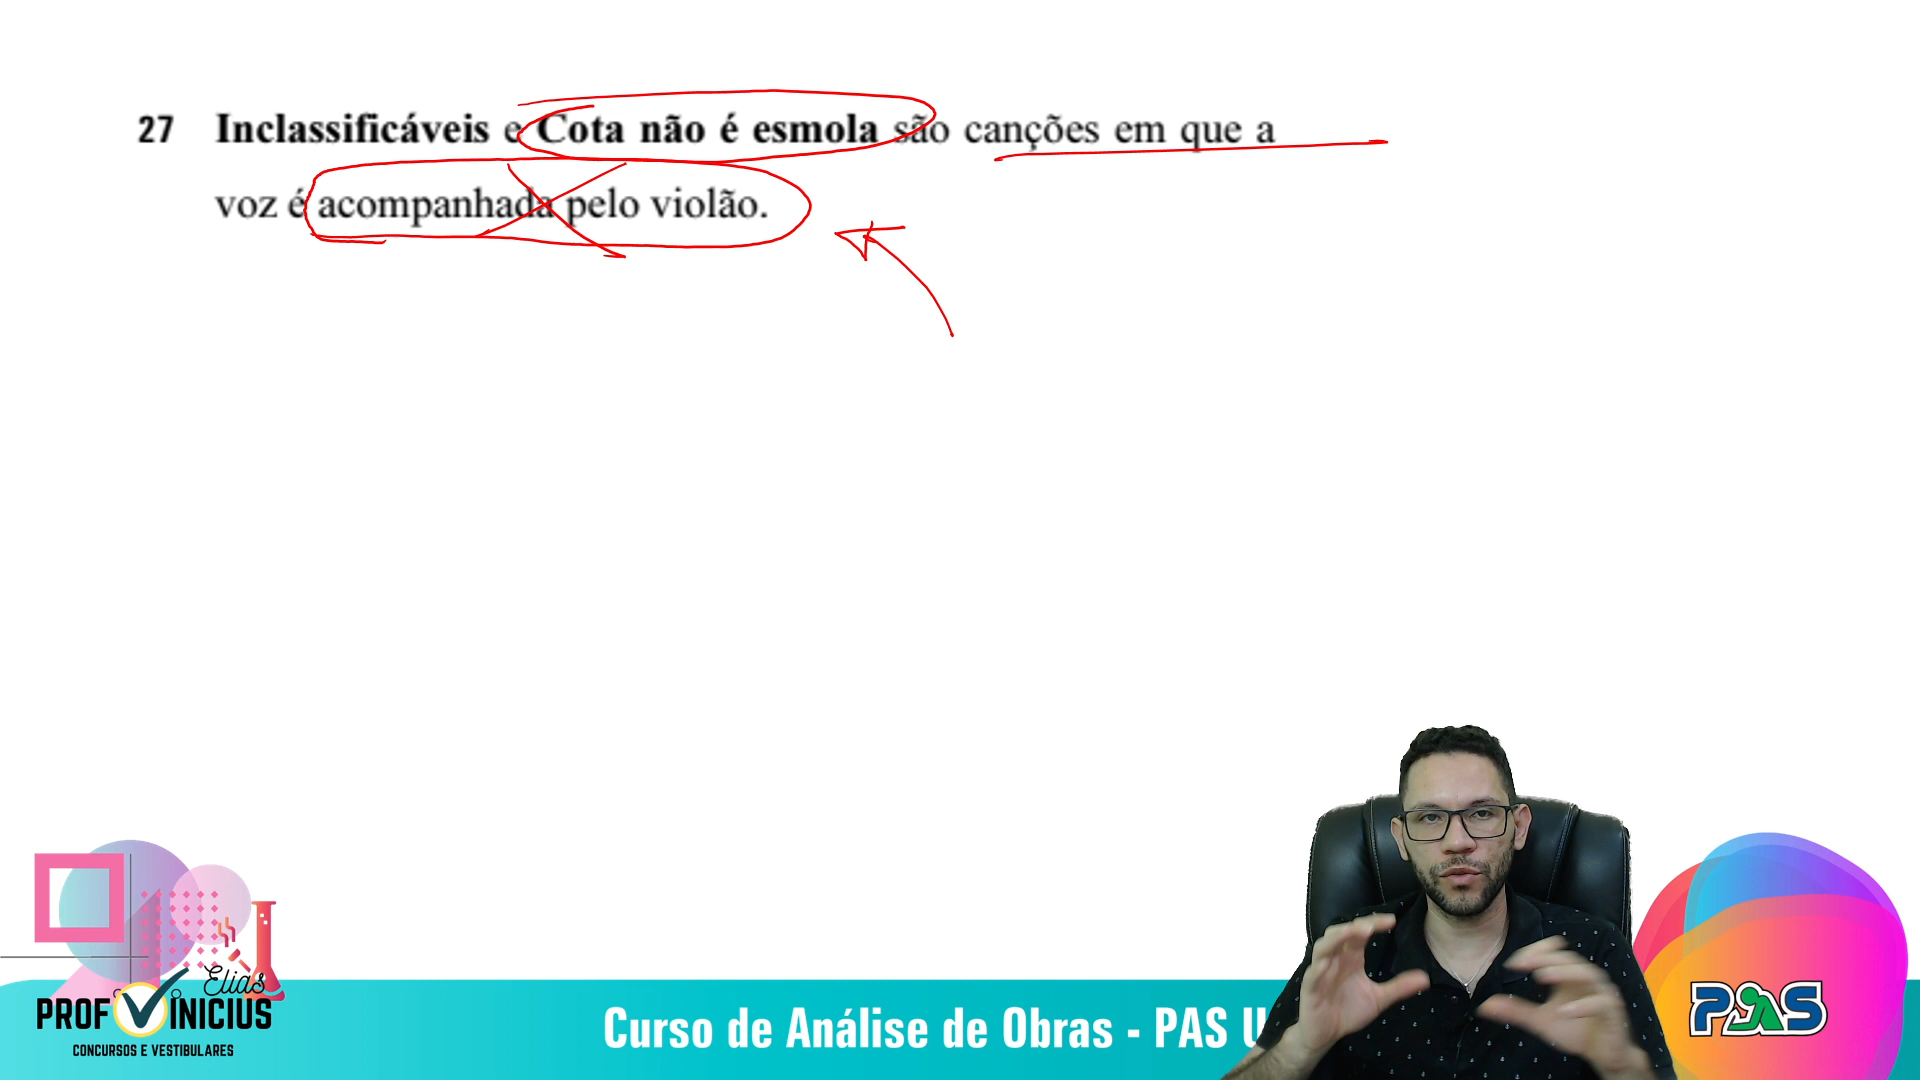 27 Inclassificáveis e Cota não é esmola são canções em que a
voz é acompanhada pelo violão.
Elias
PROF VINICIUS
CONCURSOS E VESTIBULARES
Curso de Análise de Obras - PAS U
PAS